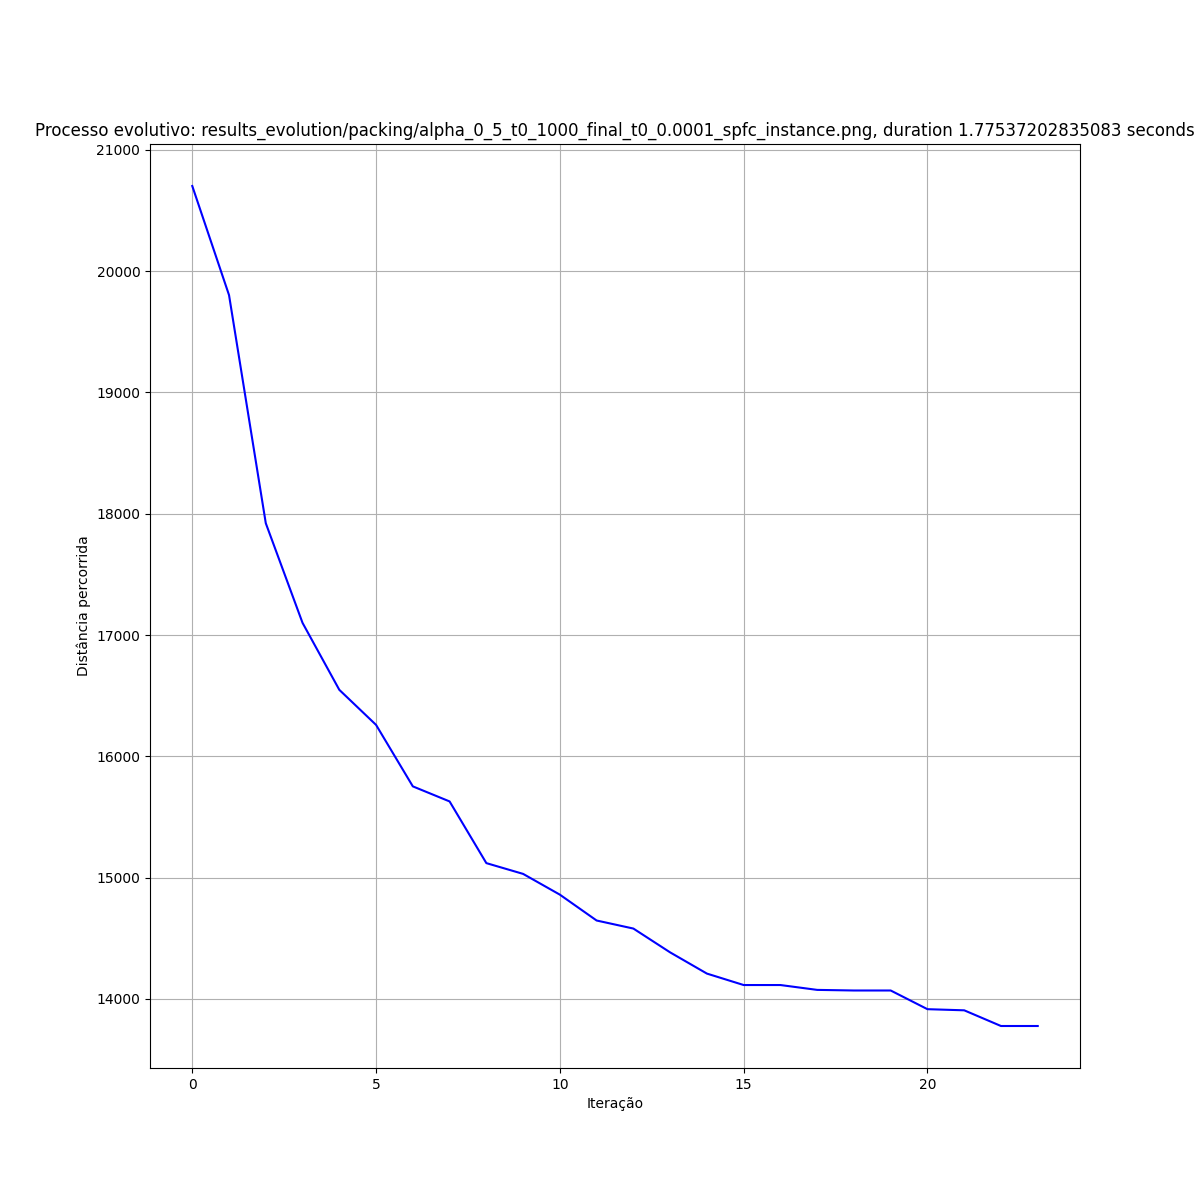 Processo evolutivo: results_evolution/packing/alpha_0_5_t0_1000_final_t0_0.0001_spfc_instance.png, duration 1.77537202835083 seconds
21000
20000
19000
18000
17000
16000
15000
14000
Distância percorrida
0 5 10 15 20
Iteração